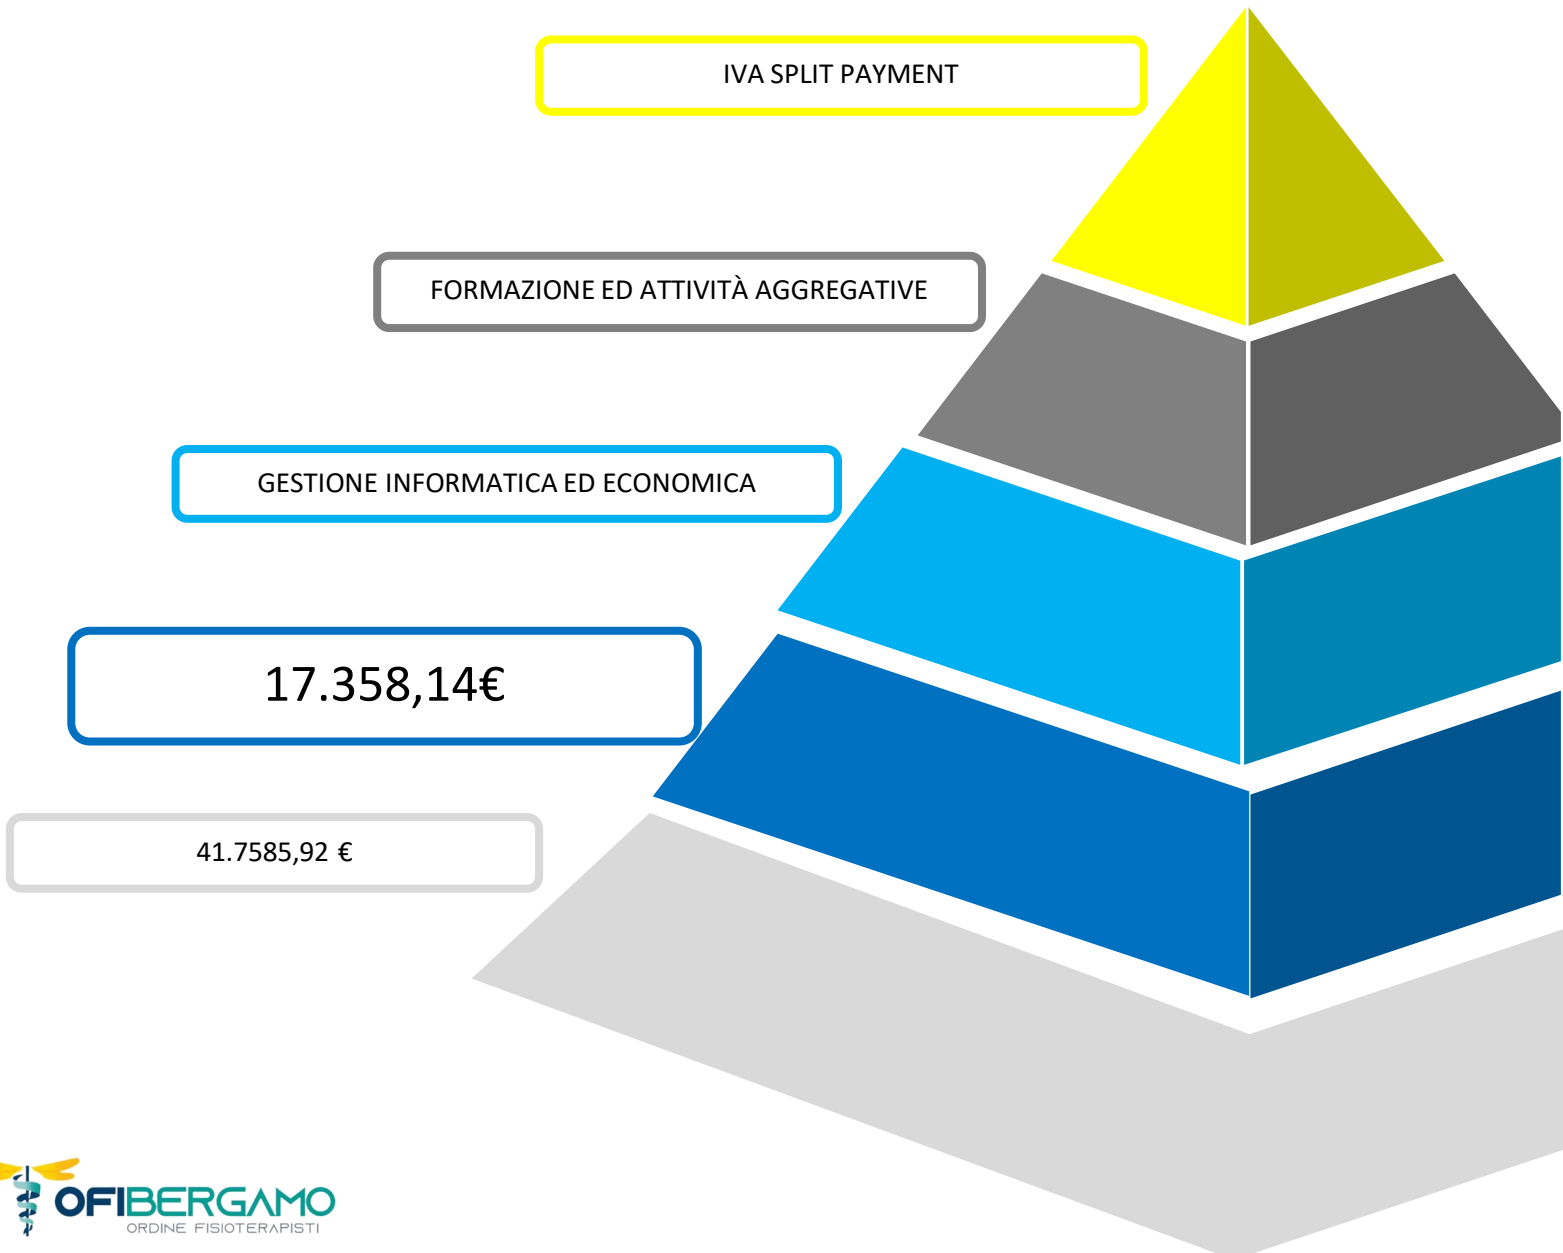 IVA SPLIT PAYMENT
FORMAZIONE ED ATTIVITÀ AGGREGATIVE
GESTIONE INFORMATICA ED ECONOMICA
17.358,14€
41.7585,92 €
OFIBERGAMO
ORDINE FISIOTERAPISTI